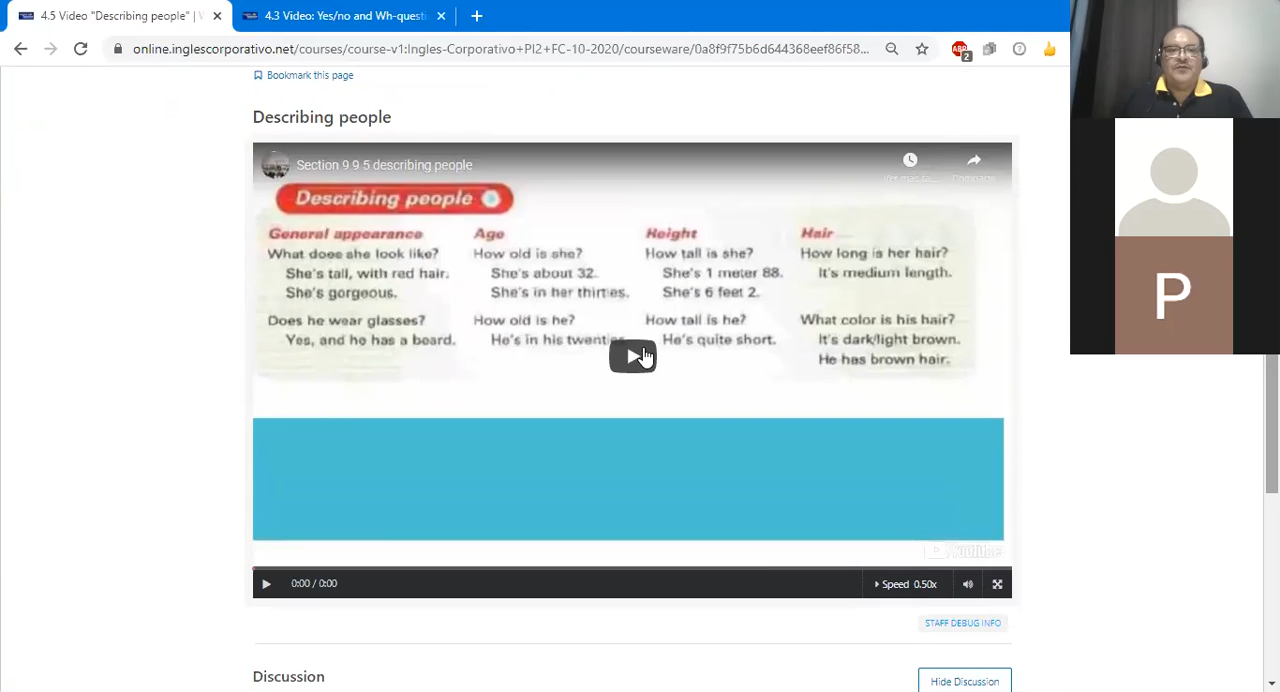 4.5 Video "Describing people" | W
4.3 Video: Yes/no and Wh-questi
online.inglescorporativo.net/courses/course-v1:Ingles-Corporativo+PI2+FC-10-2020/courseware/0a8f9f75b6d644368eef86f58...
ABP
2
Bookmark this page
Describing people
Section 9 9 5 describing people
Ver más ta...
Compartir
Describing people
General appearance
What does she look like?
She's tall, with red hair.
She's gorgeous.
Does he wear glasses?
Yes, and he has a beard.
Age
How old is she?
She's about 32.
She's in her thirties.
How old is he?
He's in his twenties
Height
How tall is she?
She's 1 meter 88.
She's 6 feet 2.
How tall is he?
He's quite short.
Hair
How long is her hair?
It's medium length.
What color is his hair?
It's dark/light brown.
He has brown hair.
YouTube
0:00 / 0:00
Speed 0.50x
STAFF DEBUG INFO
Discussion
Hide Discussion
P